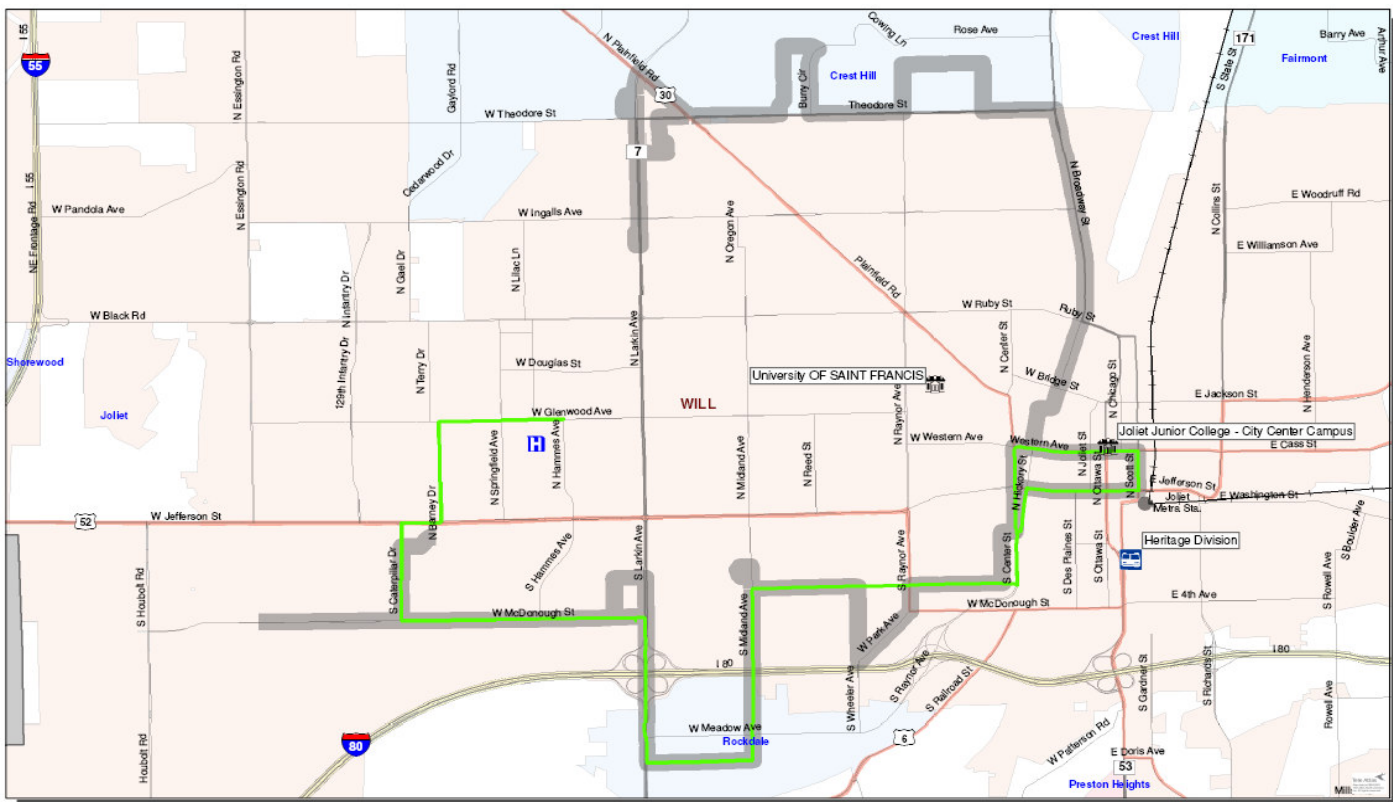 I 55
55
N Essington Rd
Gaylord Rd
N Plainfield Rd
Cowing Ln
Rose Ave
Crest Hill
171
S State St
Barry Ave
Arthur Ave
Fairmont
Crest Hill
Burry Cir
30
W Theodore St
Theodore St
7
Cedarwood Dr
N Essington Rd
I 55
NE Frontage Rd
W Pandola Ave
W Ingalls Ave
N Oregon Ave
N Broadway St
N Collins St
E Woodruff Rd
E Williamson Ave
N Gael Dr
N Lilac Ln
N Infantry Dr
Plainfield Rd
W Black Rd
W Ruby St
Ruby St
N Larkin Ave
N Center St
Shorewood
129th Infantry Dr
N Terry Dr
W Douglas St
University OF SAINT FRANCIS
W Bridge St
N Chicago St
N Henderson Ave
E Jackson St
Joliet
W Glenwood Ave
WILL
N Raynor Ave
W Western Ave
Western Ave
N Joliet St
Joliet Junior College - City Center Campus
E Cass St
H
N Springfield Ave
N Hammes Ave
N Midland Ave
N Reed St
N Hickory St
N Ottawa St
N Scott St
E Jefferson St
E Washington St
Joliet
Metra Sta.
52
W Jefferson St
N Barney Dr
Heritage Division
S Caterpillar Dr
S Hammes Ave
S Larkin Ave
S Raynor Ave
S Center St
S Des Plaines St
S Ottawa St
S Boulder Ave
S Rowell Ave
S Houbolt Rd
W McDonough St
S Midland Ave
W McDonough St
E 4th Ave
W Park Ave
I 80
I 80
S Wheeler Ave
S Raynor Ave
S Railroad St
S Gardner St
S Richards St
Rowell Ave
W Meadow Ave
Rockdale
6
80
Houbolt Rd
W Patterson Rd
E Doris Ave
53
Preston Heights